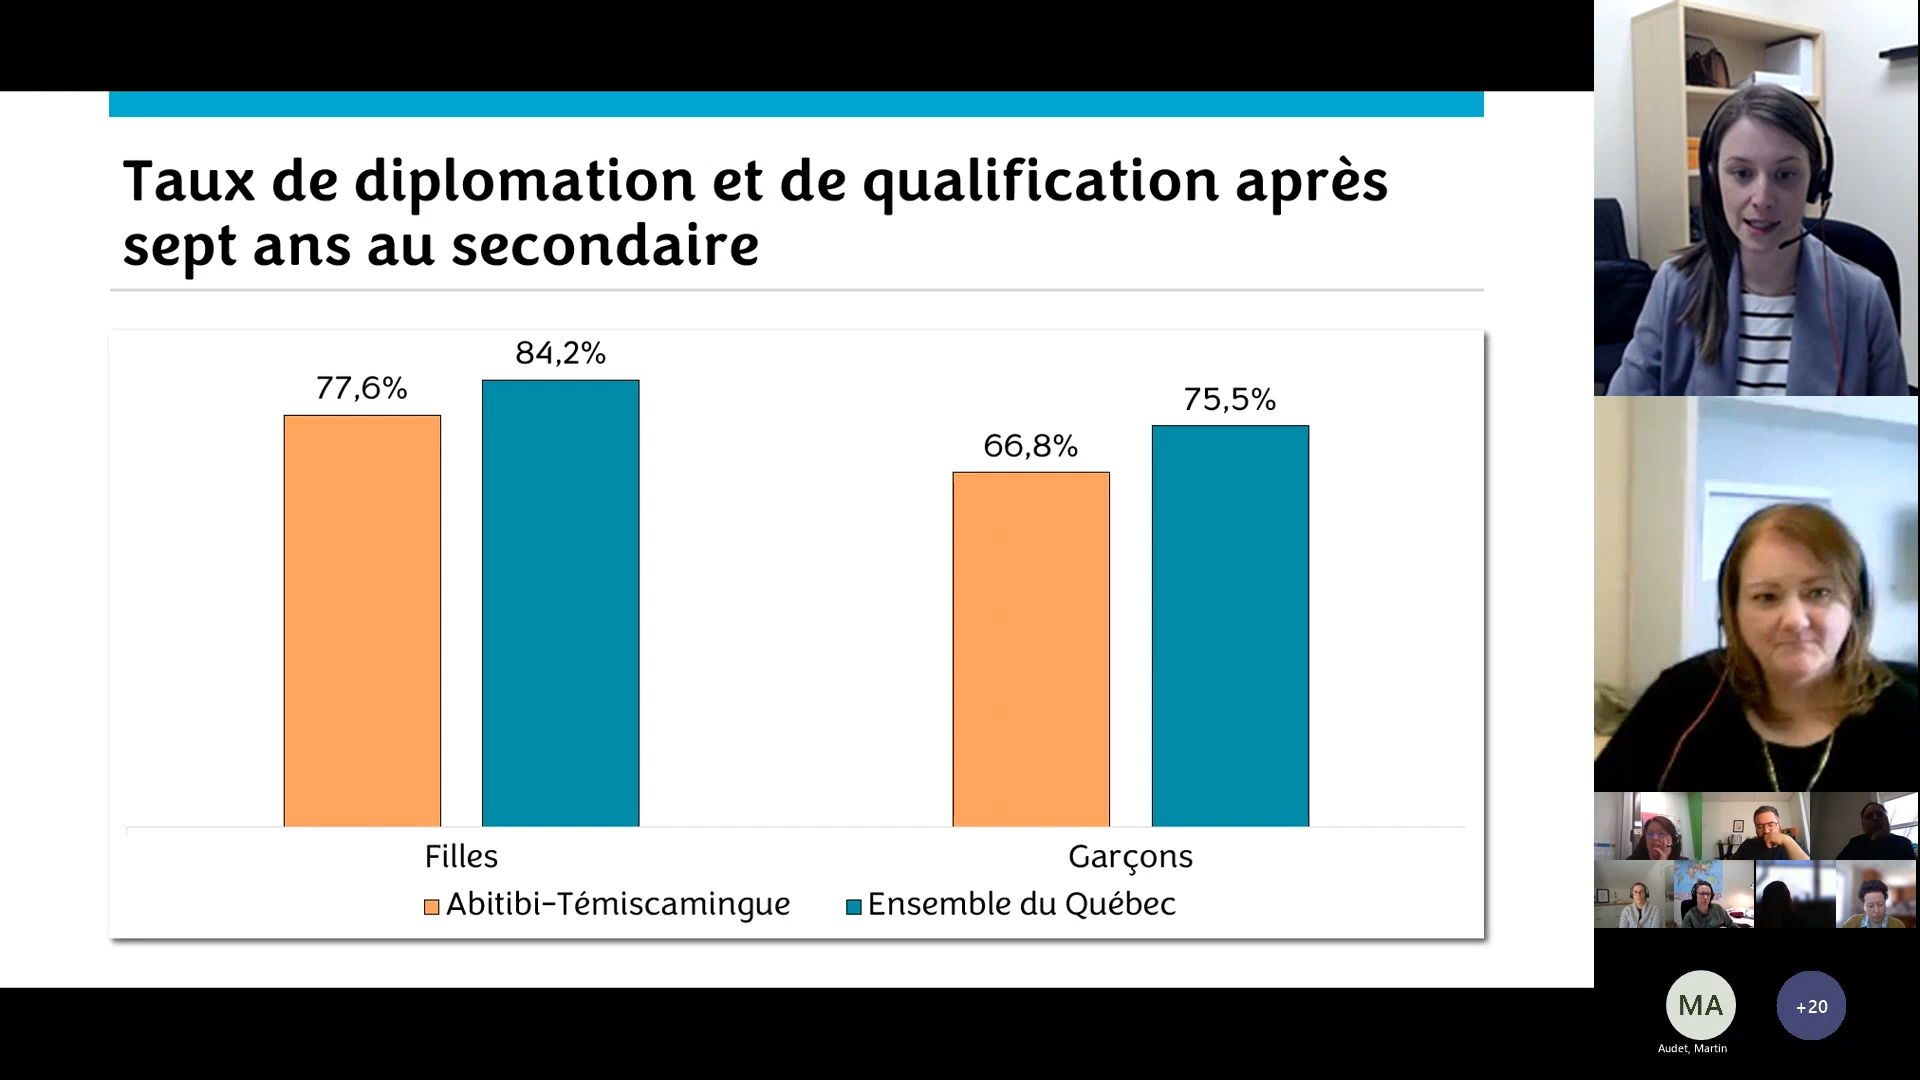 Taux de diplomation et de qualification après
sept ans au secondaire
77,6%
84,2%
66,8%
75,5%
Filles
Garçons
Abitibi-Témiscamingue
Ensemble du Québec
MA
+20
Audet, Martin